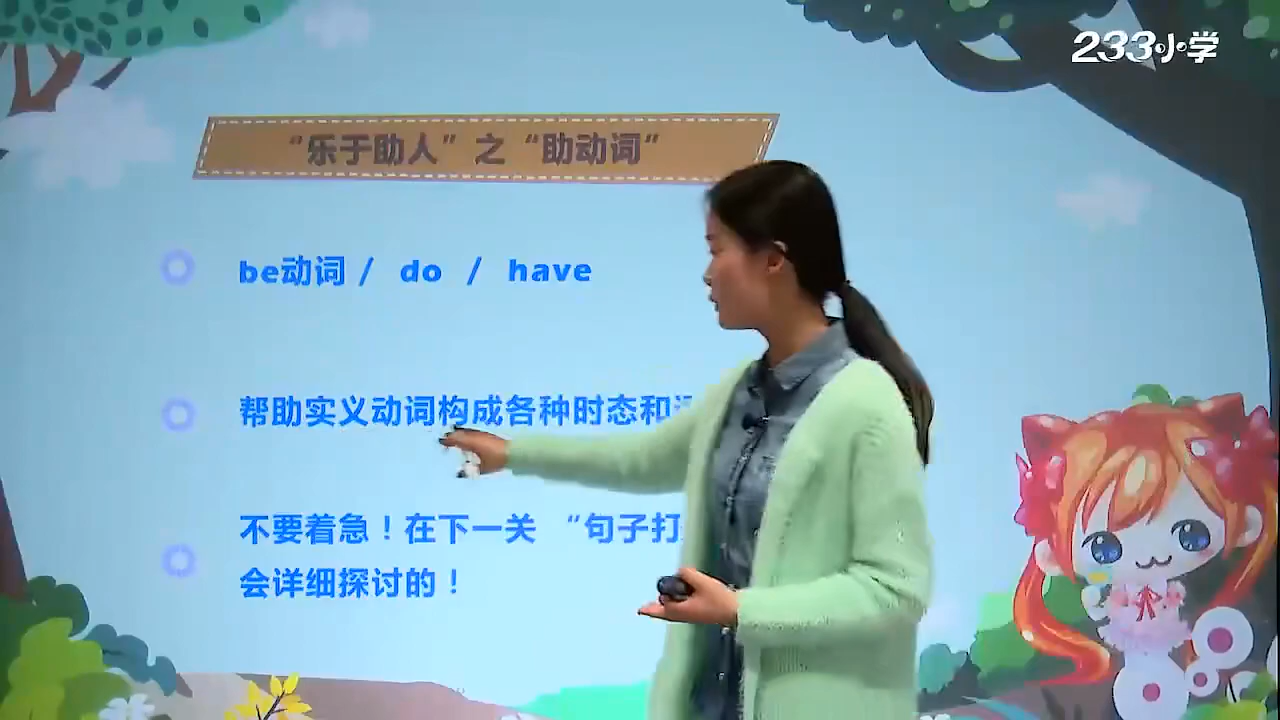 233小学
“乐于助人”之“助动词”
be动词 / do / have
帮助实义动词构成各种时态和
不要着急！在下一关 “句子打
会详细探讨的！